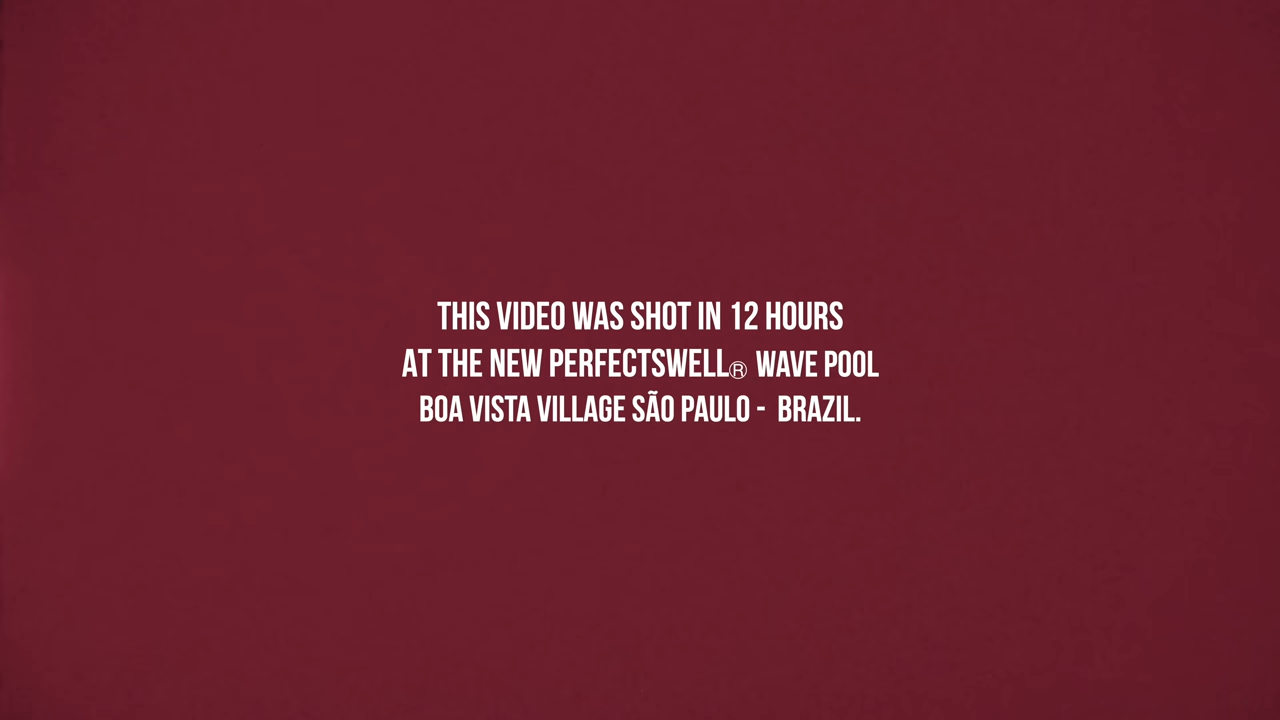 THIS VIDEO WAS SHOT IN 12 HOURS
AT THE NEW PERFECTSWELL® WAVE POOL
BOA VISTA VILLAGE SÃO PAULO - BRAZIL.